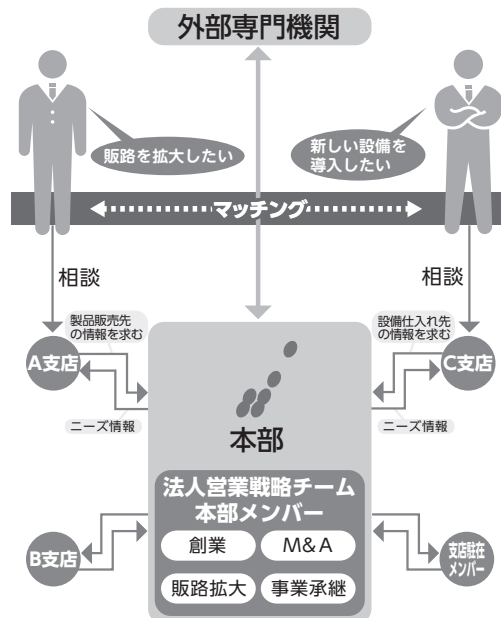 外部専門機関
販路を拡大したい
新しい設備を
導入したい
マッチング
相談
相談
製品販売先
の情報を求む
設備仕入れ先
の情報を求む
A支店
C支店
ニーズ情報
ニーズ情報
本部
法人営業戦略チーム
本部メンバー
創業
M&A
販路拡大
事業承継
B支店
支店駐在
メンバー